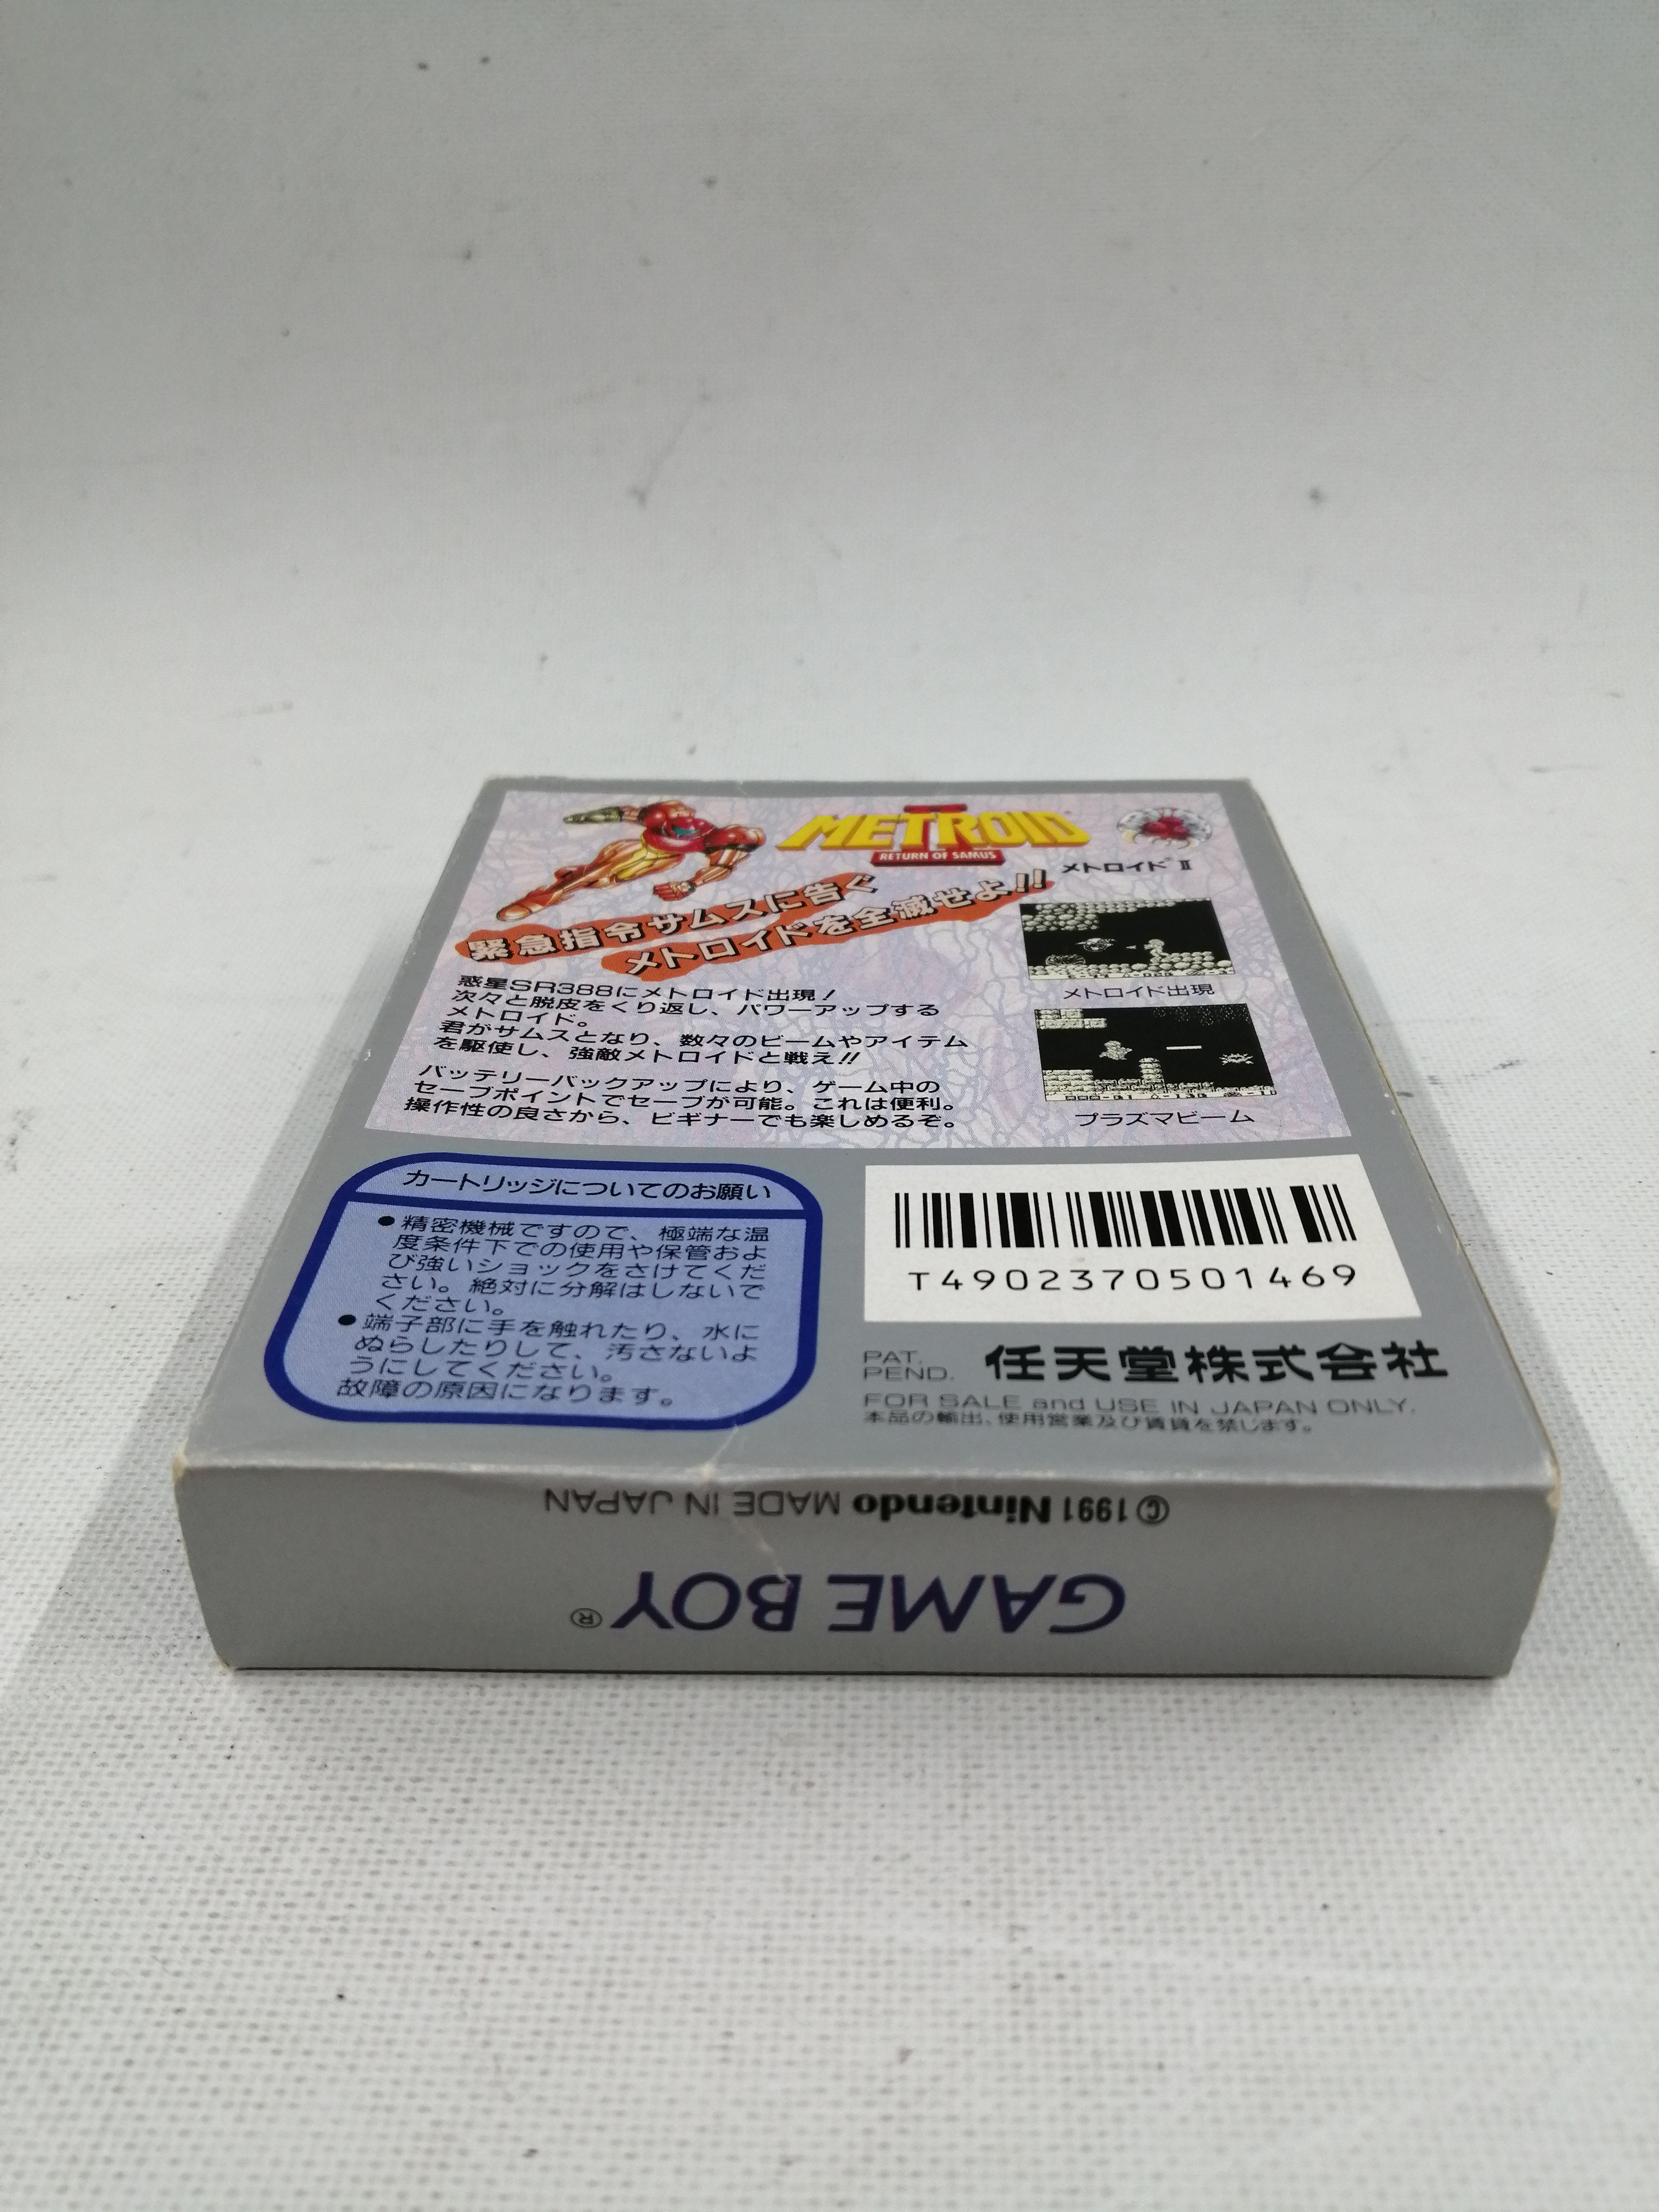 II
METROID
RETURN OF SAMUS
メトロイドⅡ
緊急指令サムスに告ぐ
メトロイドを全滅せよ!!
惑星SR388にメトロイド出現!
次々と脱皮をくり返し、パワーアップする
メトロイド。
君がサムスとなり、数々のビームやアイテム
を駆使し、強敵メトロイドと戦え!!
バッテリーバックアップにより、ゲーム中の
セーブポイントでセーブが可能。これは便利。
操作性の良さから、ビギナーでも楽しめるぞ。
メトロイド出現
プラズマビーム
カートリッジについてのお願い
●精密機械ですので、極端な温
度条件下での使用や保管およ
び強いショックをさけてくだ
さい。絶対に分解はしないで
ください。
●端子部に手を触れたり、水に
ぬらしたりして、汚さないよ
うにしてください。
故障の原因になります。
T4902370501469
PAT.
PEND.
任天堂株式会社
FOR SALE and USE IN JAPAN ONLY.
本品の輸出、使用営業及び賃貸を禁じます。
©1991 Nintendo MADE IN JAPAN
GAME BOY®